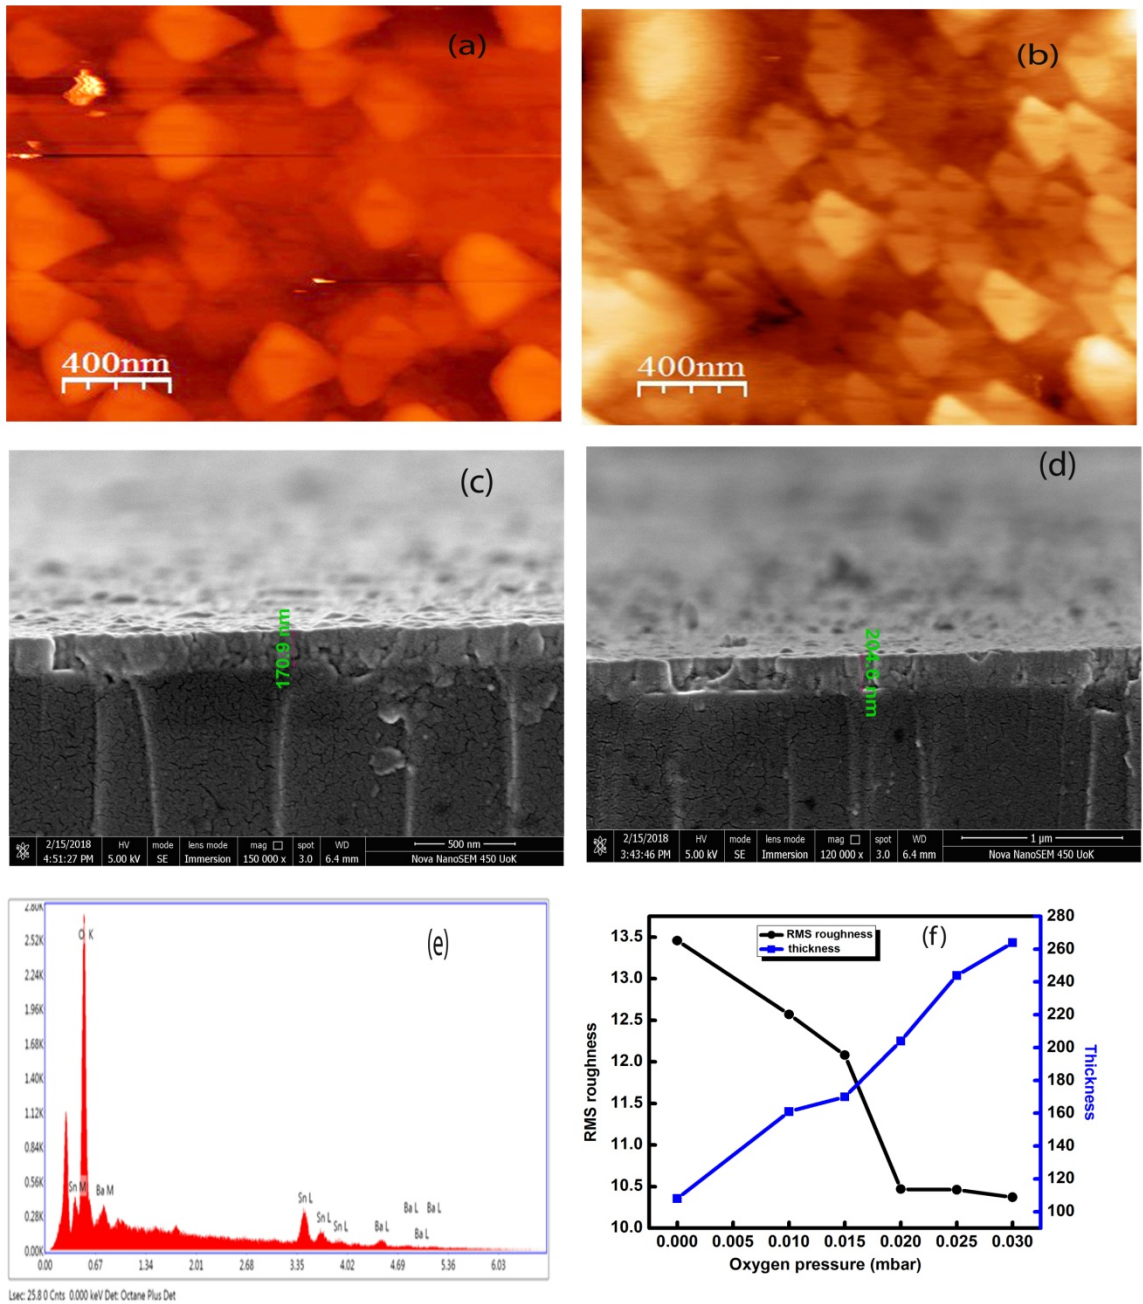 (a)
400nm
(b)
400nm
(c)
170.9 nm
2/15/2018 HV mode lens mode mag spot WD 500 nm
4:51:27 PM 5.00 kV SE Immersion 150 000 x 3.0 6.4 mm Nova NanoSEM 450 UoK
(d)
204.6 nm
2/15/2018 HV mode lens mode mag spot WD 1 µm
3:43:46 PM 5.00 kV SE Immersion 120 000 x 3.0 6.4 mm Nova NanoSEM 450 UoK
(e)
2.80K
2.52K
2.24K
1.96K
1.68K
1.40K
1.12K
0.84K
0.56K
0.28K
0.00K
O K
Sn M
Ba M
Sn L
Sn L
Sn L
Ba L
Ba L Ba L
Ba L
0.00 0.67 1.34 2.01 2.68 3.35 4.02 4.69 5.36 6.03
Lsec: 25.8 0 Cnts 0.000 keV Det: Octane Plus Det
(f)
RMS roughness
thickness
RMS roughness
13.5
13.0
12.5
12.0
11.5
11.0
10.5
10.0
280
260
240
220
200
180
160
140
120
100
Thickness
0.000 0.005 0.010 0.015 0.020 0.025 0.030
Oxygen pressure (mbar)